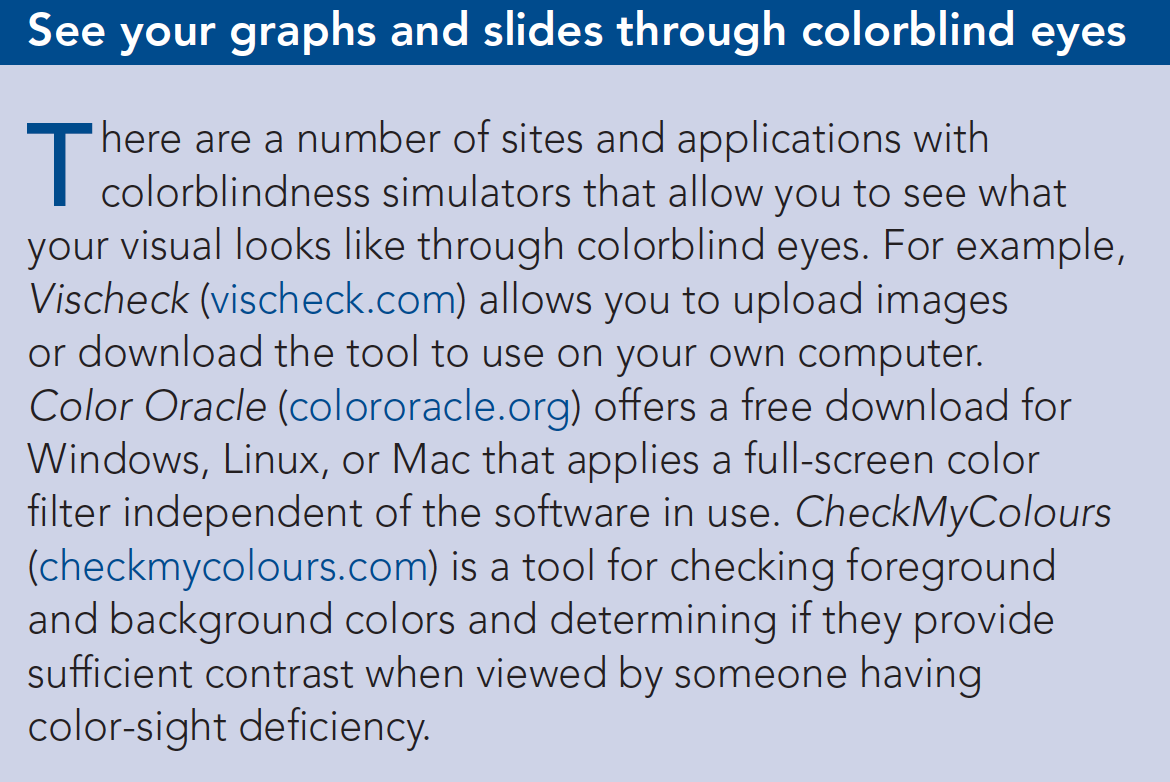 See your graphs and slides through colorblind eyes
There are a number of sites and applications with
colorblindness simulators that allow you to see what
your visual looks like through colorblind eyes. For example,
Vischeck (vischeck.com) allows you to upload images
or download the tool to use on your own computer.
Color Oracle (colororacle.org) offers a free download for
Windows, Linux, or Mac that applies a full-screen color
filter independent of the software in use. CheckMyColours
(checkmycolours.com) is a tool for checking foreground
and background colors and determining if they provide
sufficient contrast when viewed by someone having
color-sight deficiency.